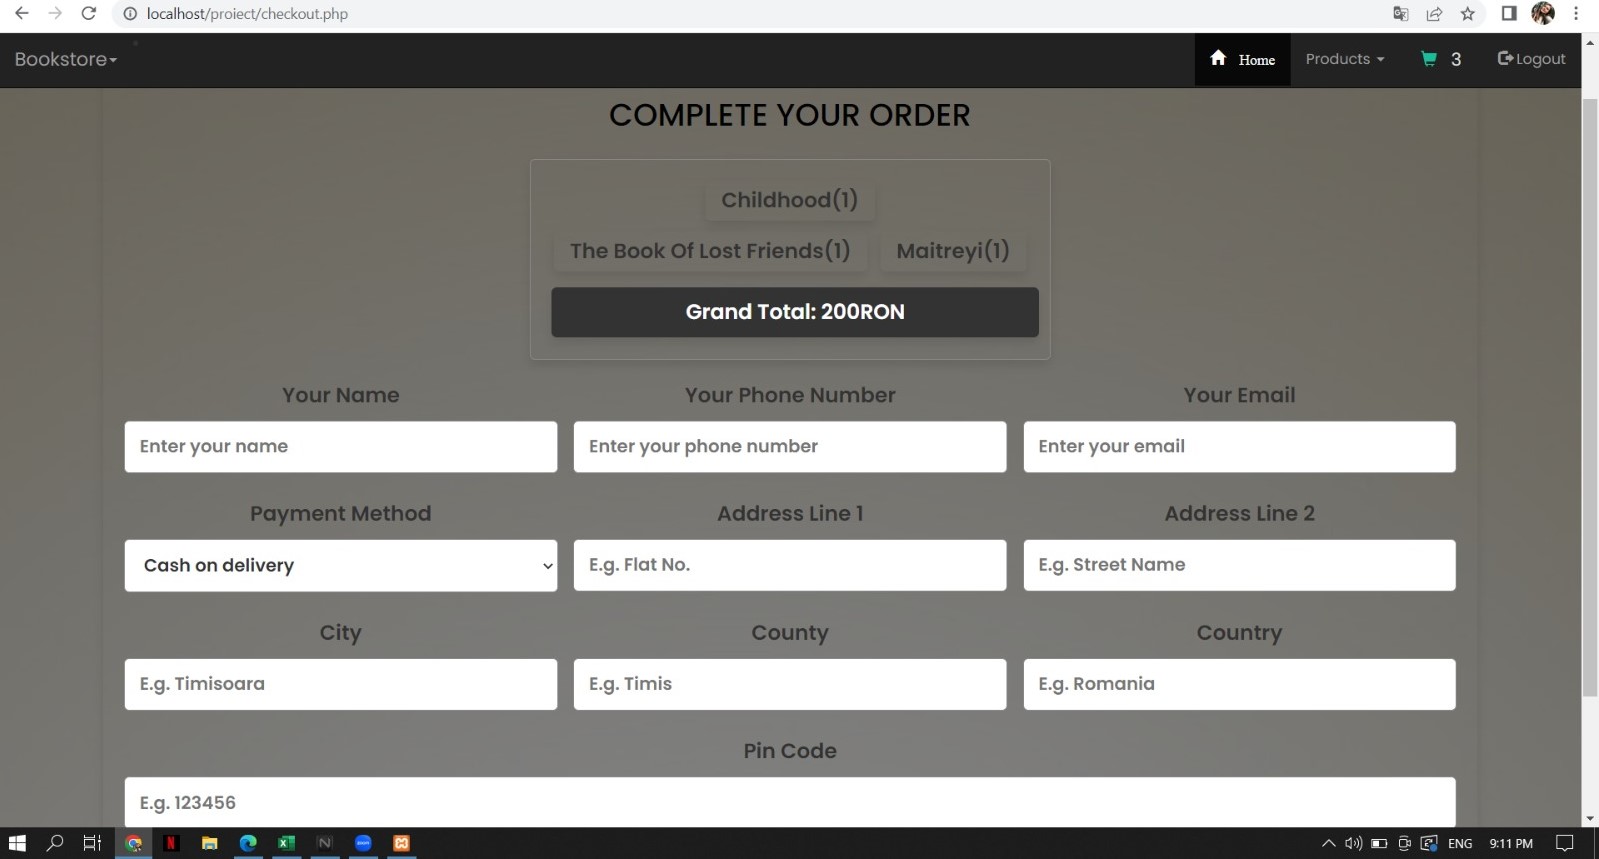 localhost/proiect/checkout.php
Bookstore
Home
Products
3
Logout
COMPLETE YOUR ORDER
Childhood(1)
The Book Of Lost Friends(1)
Maitreyi(1)
Grand Total: 200RON
Your Name
Your Phone Number
Your Email
Enter your name
Enter your phone number
Enter your email
Payment Method
Address Line 1
Address Line 2
Cash on delivery
E.g. Flat No.
E.g. Street Name
City
County
Country
E.g. Timisoara
E.g. Timis
E.g. Romania
Pin Code
E.g. 123456
ENG
9:11 PM